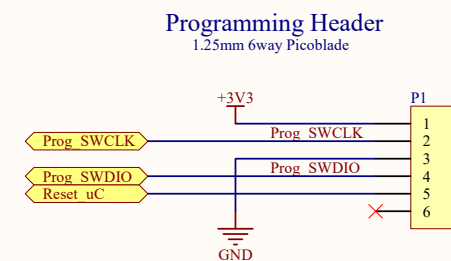 Programming Header
1.25mm 6way Picoblade
+3V3
P1
1
Prog_SWCLK
Prog_SWCLK
2
3
Prog_SWDIO
Prog_SWDIO
4
Reset_uC
5
6
GND